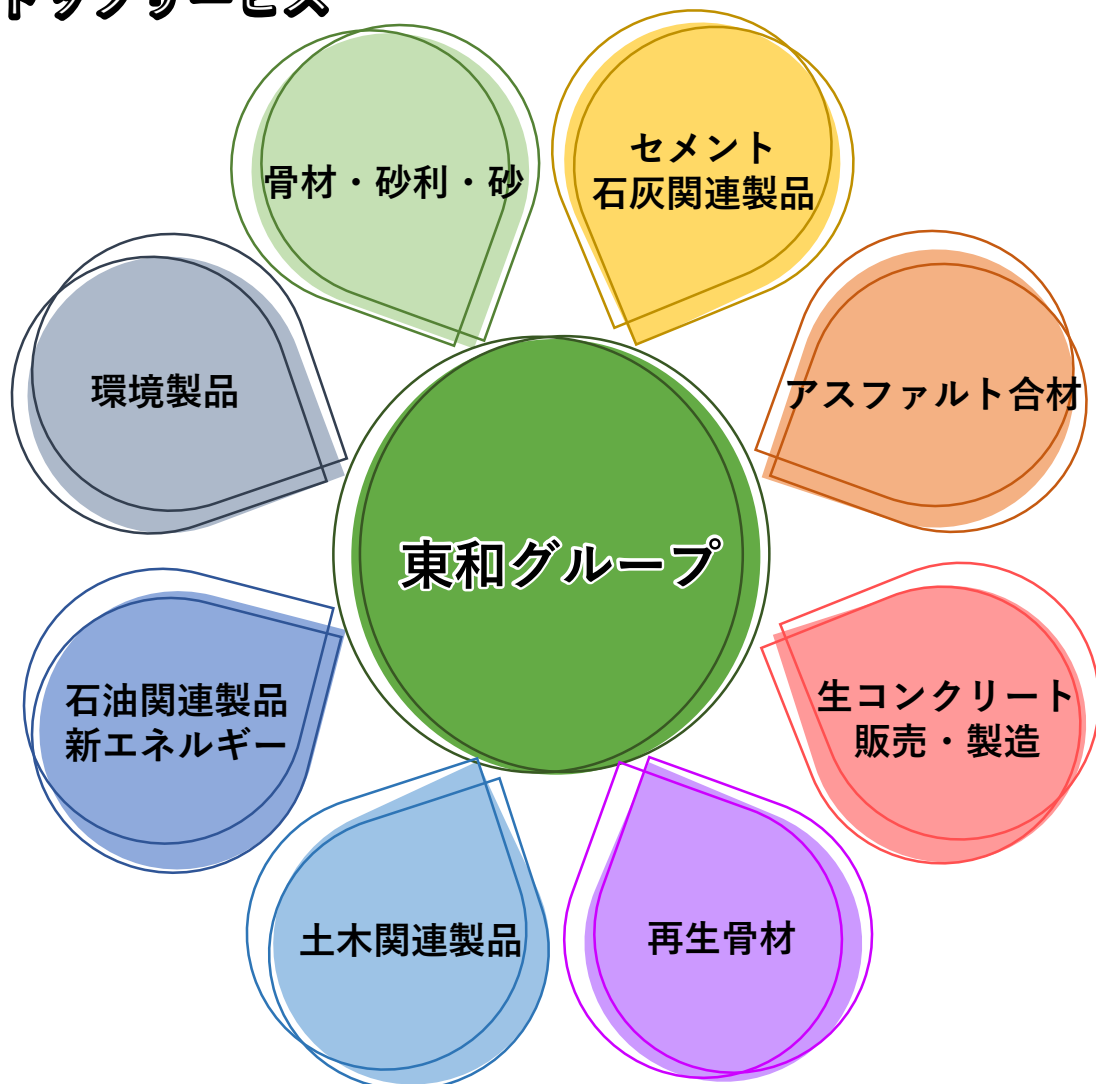 トップサービス
骨材・砂利・砂
セメント
石灰関連製品
環境製品
アスファルト合材
東和グループ
石油関連製品
新エネルギー
生コンクリート
販売・製造
土木関連製品
再生骨材